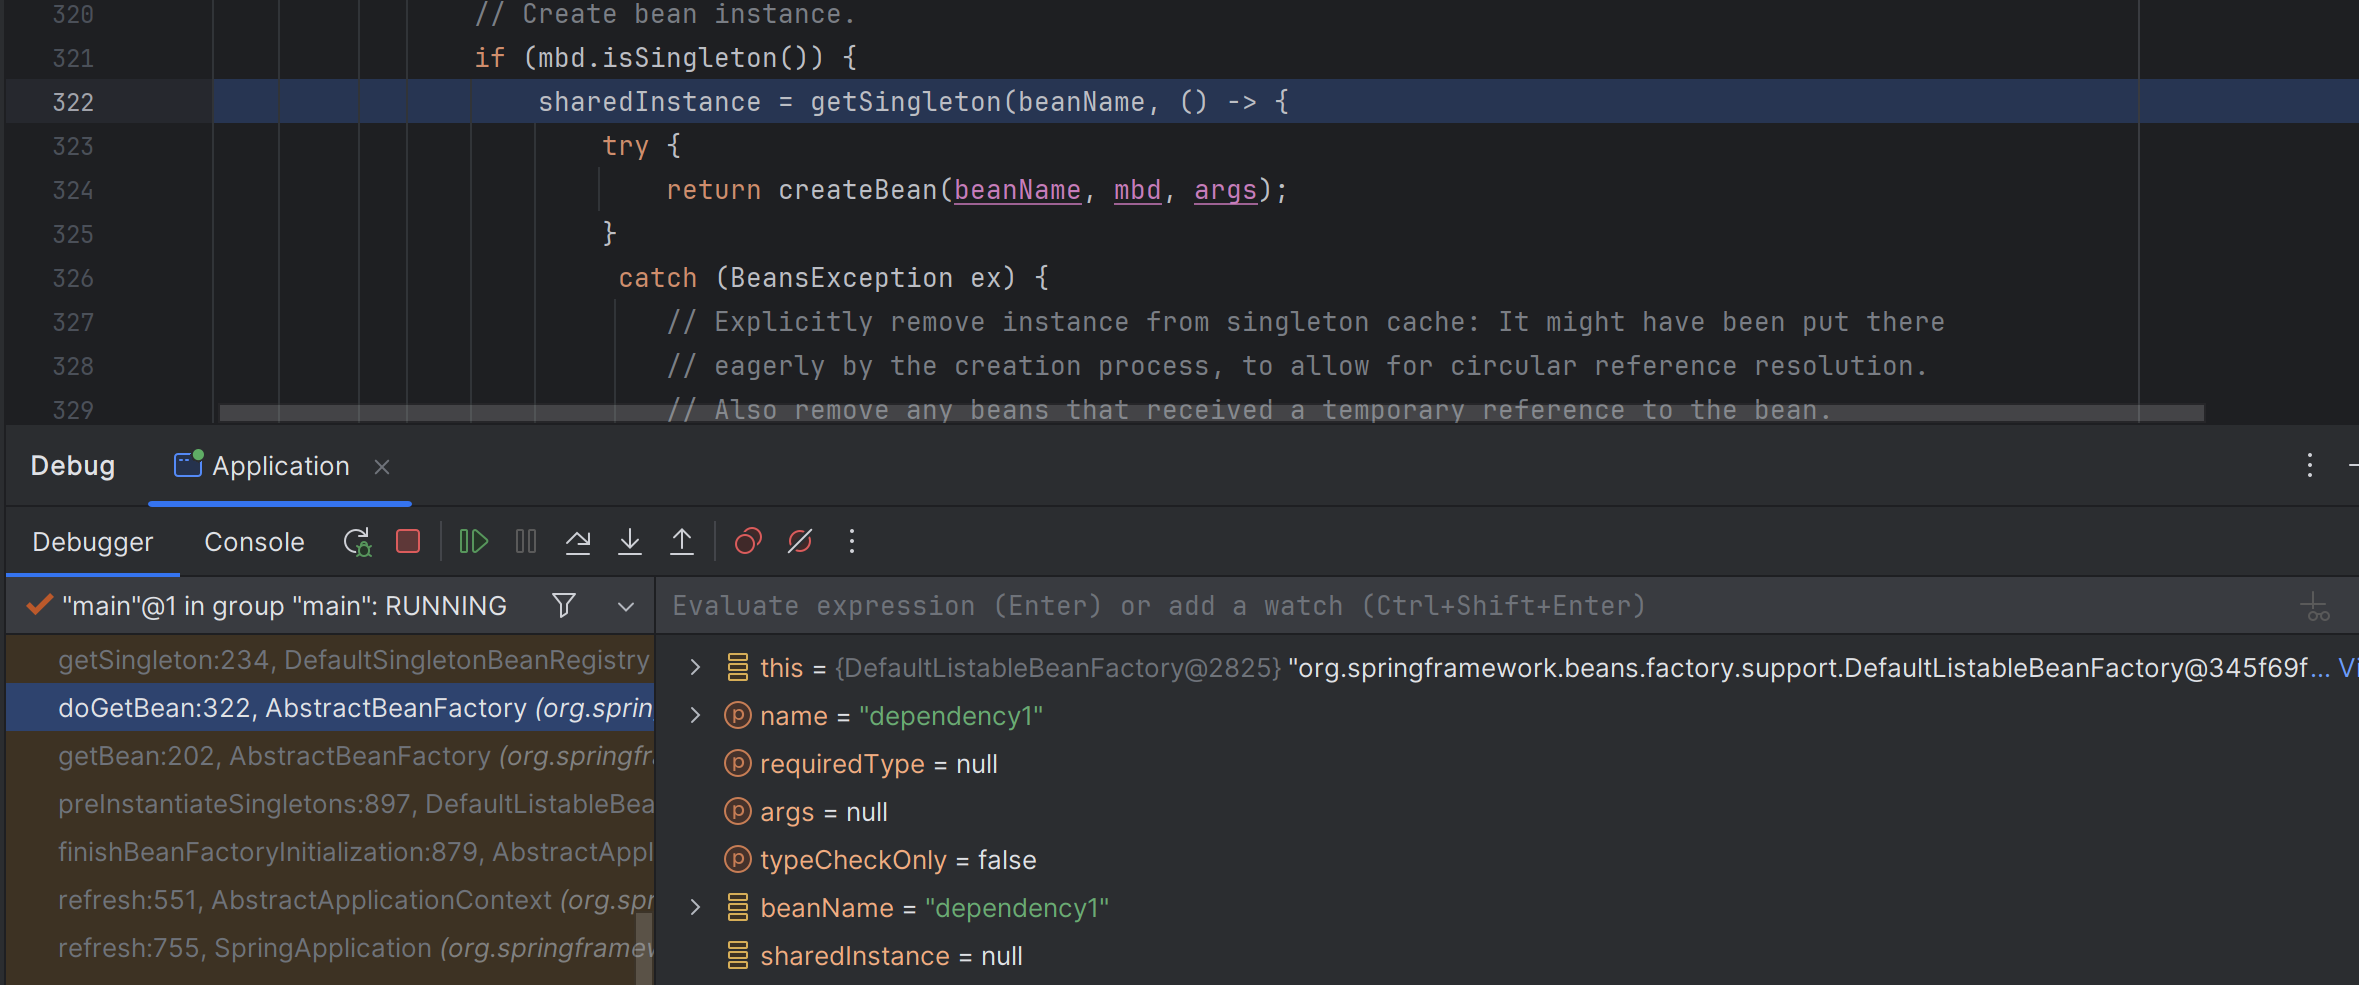 320 // Create bean instance.
321 if (mbd.isSingleton()) {
322 sharedInstance = getSingleton(beanName, () -> {
323 try {
324 return createBean(beanName, mbd, args);
325 }
326 catch (BeansException ex) {
327 // Explicitly remove instance from singleton cache: It might have been put there
328 // eagerly by the creation process, to allow for circular reference resolution.
329 // Also remove any beans that received a temporary reference to the bean.
Debug Application
Debugger Console
"main"@1 in group "main": RUNNING
Evaluate expression (Enter) or add a watch (Ctrl+Shift+Enter)
getSingleton:234, DefaultSingletonBeanRegistry
doGetBean:322, AbstractBeanFactory (org.sprin
getBean:202, AbstractBeanFactory (org.springfr
preInstantiateSingletons:897, DefaultListableBea
finishBeanFactoryInitialization:879, AbstractAppl
refresh:551, AbstractApplicationContext (org.spr
refresh:755, SpringApplication (org.springframew
this = {DefaultListableBeanFactory@2825} "org.springframework.beans.factory.support.DefaultListableBeanFactory@345f69f... Vi
name = "dependency1"
requiredType = null
args = null
typeCheckOnly = false
beanName = "dependency1"
sharedInstance = null